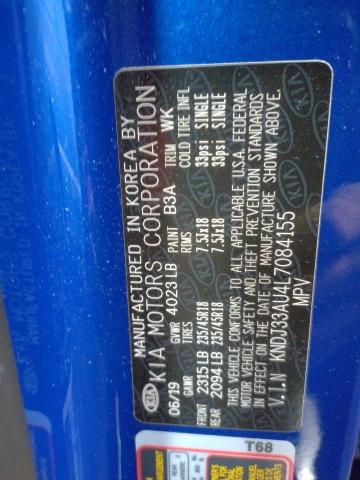 MANUFACTURED IN KOREA BY
KIA MOTORS CORPORATION
06/19 GVWR 4023 LB PAINT B3A TRIM WK
GAWR TIRES RIMS COLD TIRE INFL
FRONT 2315 LB 235/45R18 7.5JX18 33psi SINGLE
REAR 2094 LB 235/45R18 7.5JX18 33psi SINGLE
THIS VEHICLE CONFORMS TO ALL APPLICABLE U.S.A. FEDERAL
MOTOR VEHICLE SAFETY AND THEFT PREVENTION STANDARDS
IN EFFECT ON THE DATE OF MANUFACTURE SHOWN ABOVE.
V.I.N KNDJ33AU4L7084155
MPV
KIA
T68